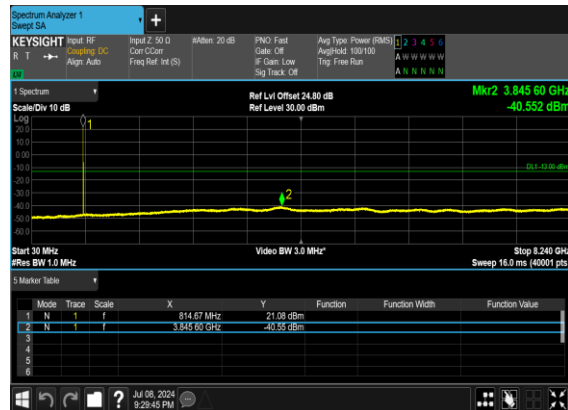 Spectrum Analyzer 1
Swept SA
+
KEYSIGHT Input: RF Input Z: 50 Ω #Atten: 20 dB PNO: Fast Avg Type: Power (RMS) 1 2 3 4 5 6
R T Coupling: DC Corr CCorr Gate: Off Avg|Hold: 100/100 A W W W W W
Align: Auto Freq Ref: Int (S) IF Gain: Low Trig: Free Run
Sig Track: Off A N N N N N
1 Spectrum Ref Lvl Offset 24.80 dB Mkr2 3.845 60 GHz
Scale/Div 10 dB Ref Level 30.00 dBm -40.552 dBm
Log
20.0 1
10.0
0.00
-10.0 DL1 -13.00 dBm
-20.0
-30.0
-40.0 2
-50.0
-60.0
Start 30 MHz Video BW 3.0 MHz* Stop 8.240 GHz
#Res BW 1.0 MHz Sweep 16.0 ms (40001 pts)
5 Marker Table
Mode Trace Scale X Y Function Function Width Function Value
1 N 1 f 814.67 MHz 21.08 dBm
2 N 1 f 3.845 60 GHz -40.55 dBm
3
4
5
6
? Jul 08, 2024
9:29:45 PM